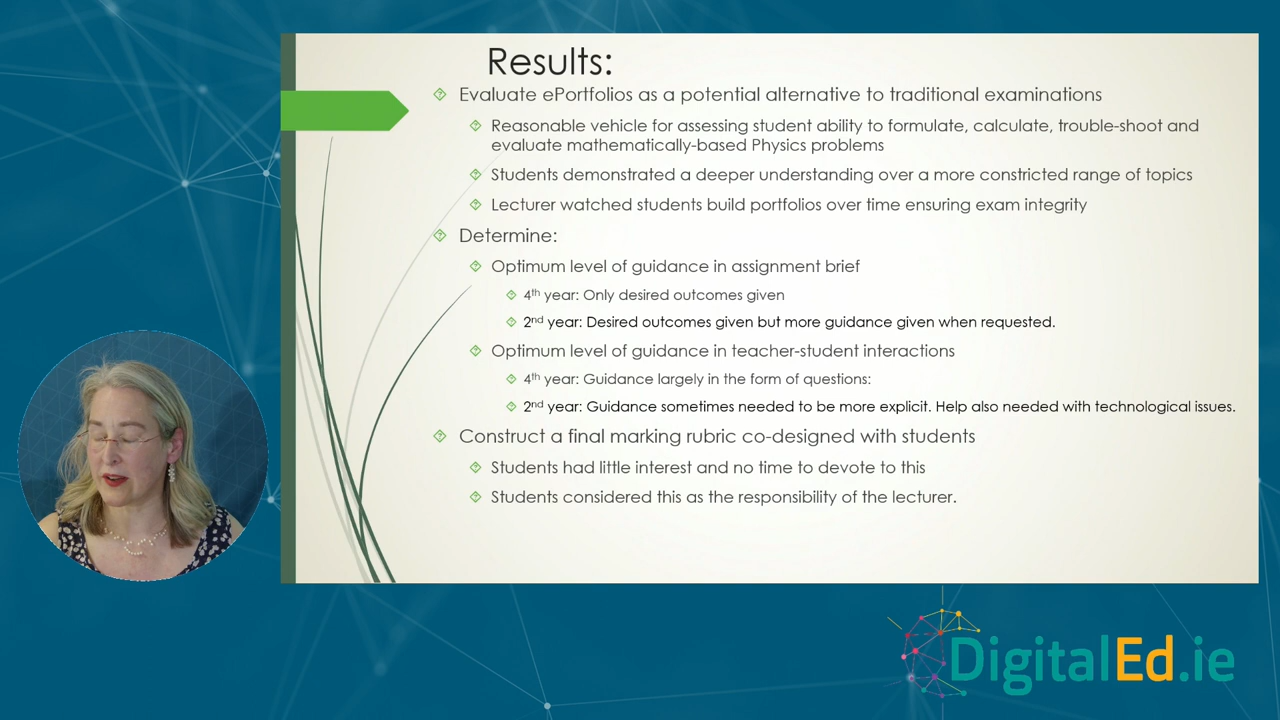 Results:
Evaluate ePortfolios as a potential alternative to traditional examinations
Reasonable vehicle for assessing student ability to formulate, calculate, trouble-shoot and
evaluate mathematically-based Physics problems
Students demonstrated a deeper understanding over a more constricted range of topics
Lecturer watched students build portfolios over time ensuring exam integrity
Determine:
Optimum level of guidance in assignment brief
4th year: Only desired outcomes given
2nd year: Desired outcomes given but more guidance given when requested.
Optimum level of guidance in teacher-student interactions
4th year: Guidance largely in the form of questions:
2nd year: Guidance sometimes needed to be more explicit. Help also needed with technological issues.
Construct a final marking rubric co-designed with students
Students had little interest and no time to devote to this
Students considered this as the responsibility of the lecturer.
DigitalEd.ie